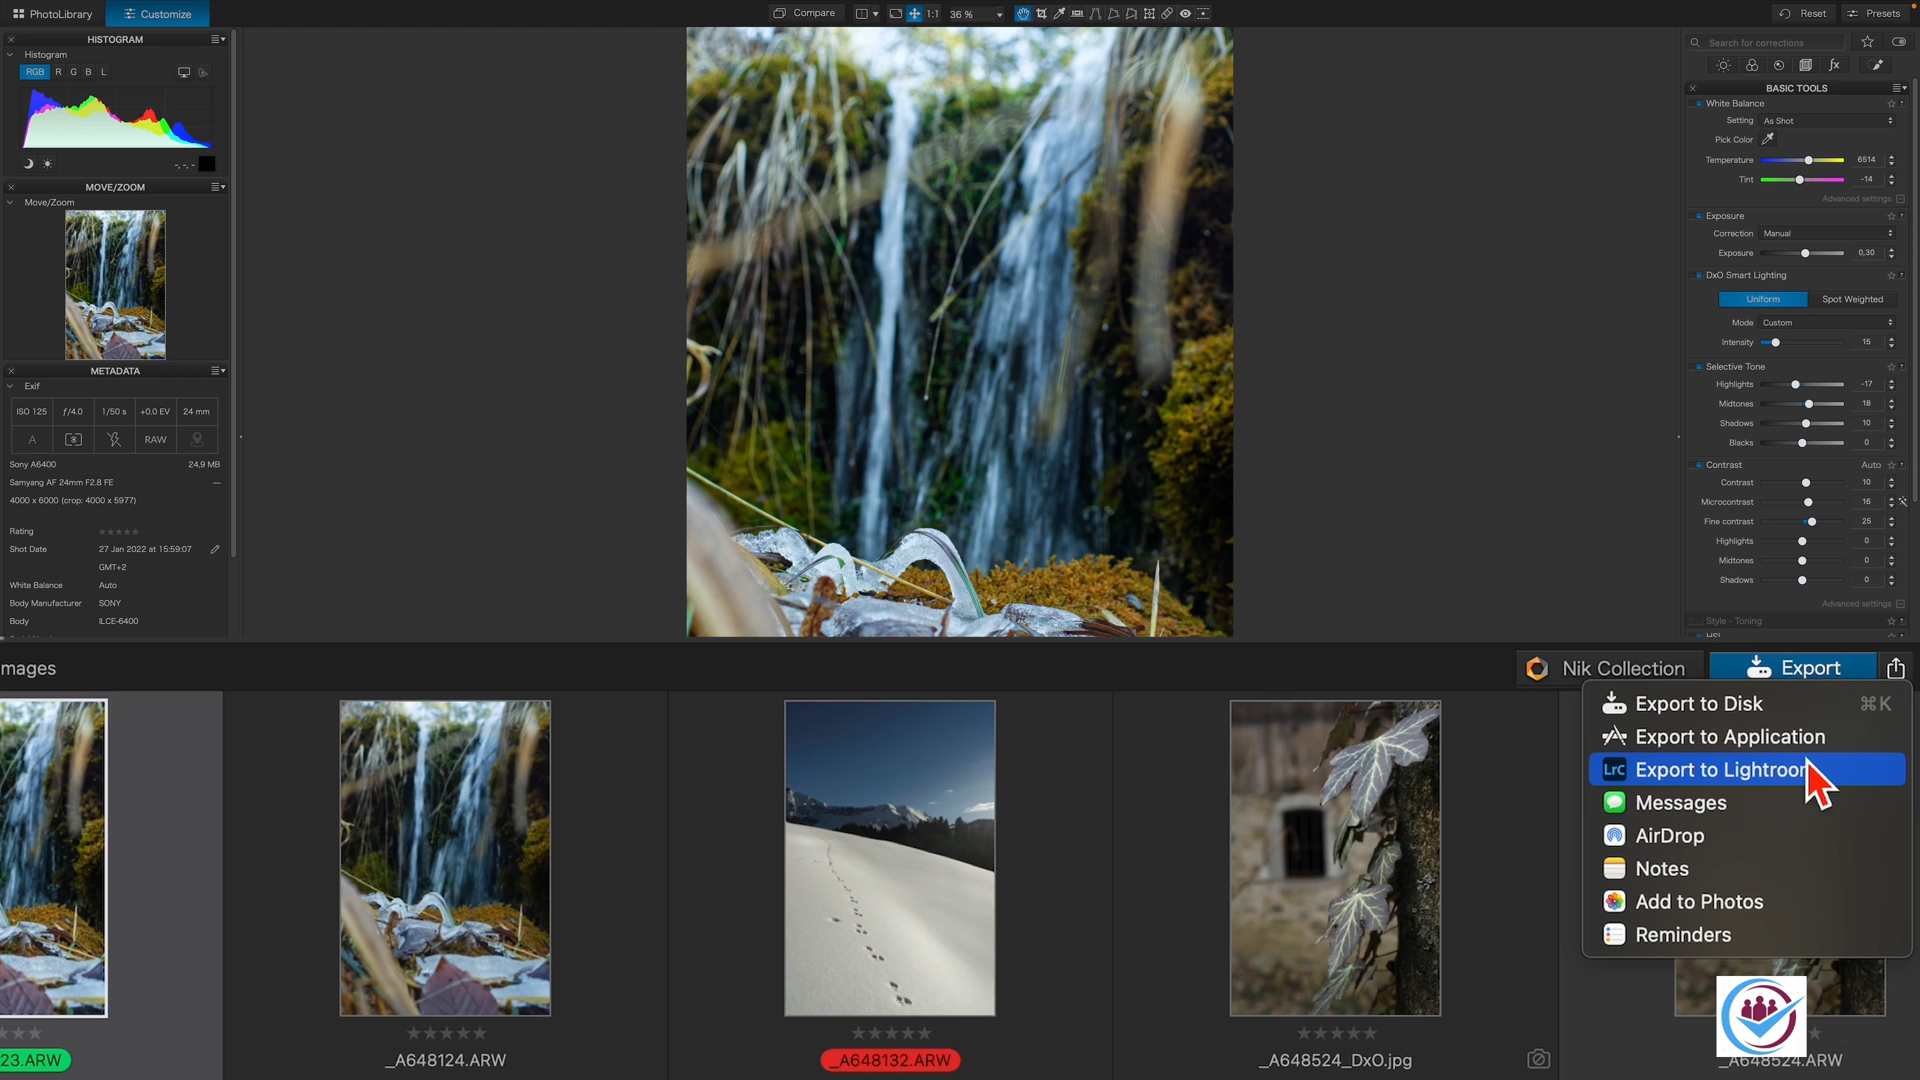 PhotoLibrary
Customize
Compare
1:1
36 %
Reset
Presets
HISTOGRAM
Histogram
RGB R G B L
-,-,-
MOVE/ZOOM
Move/Zoom
METADATA
Exif
ISO 125 ƒ/4.0 1/50 s +0.0 EV 24 mm
A RAW
Sony A6400 24,9 MB
Samyang AF 24mm F2.8 FE —
4000 x 6000 (crop: 4000 x 5977)
Rating
Shot Date 27 Jan 2022 at 15:59:07
GMT+2
White Balance Auto
Body Manufacturer SONY
Body ILCE-6400
Search for corrections
fx
BASIC TOOLS
White Balance
Setting As Shot
Pick Color
Temperature 6514
Tint -14
Advanced settings
Exposure
Correction Manual
Exposure 0,30
DxO Smart Lighting
Uniform Spot Weighted
Mode Custom
Intensity 15
Selective Tone
Highlights -17
Midtones 18
Shadows 10
Blacks 0
Contrast Auto
Contrast 10
Microcontrast 16
Fine contrast 25
Highlights 0
Midtones 0
Shadows 0
Advanced settings
Style - Toning
HSL
mages
Nik Collection
Export
Export to Disk ⌘K
Export to Application
LrC Export to Lightroom
Messages
AirDrop
Notes
Add to Photos
Reminders
23.ARW
_A648124.ARW
_A648132.ARW
_A648524_DxO.jpg
_A648524.ARW